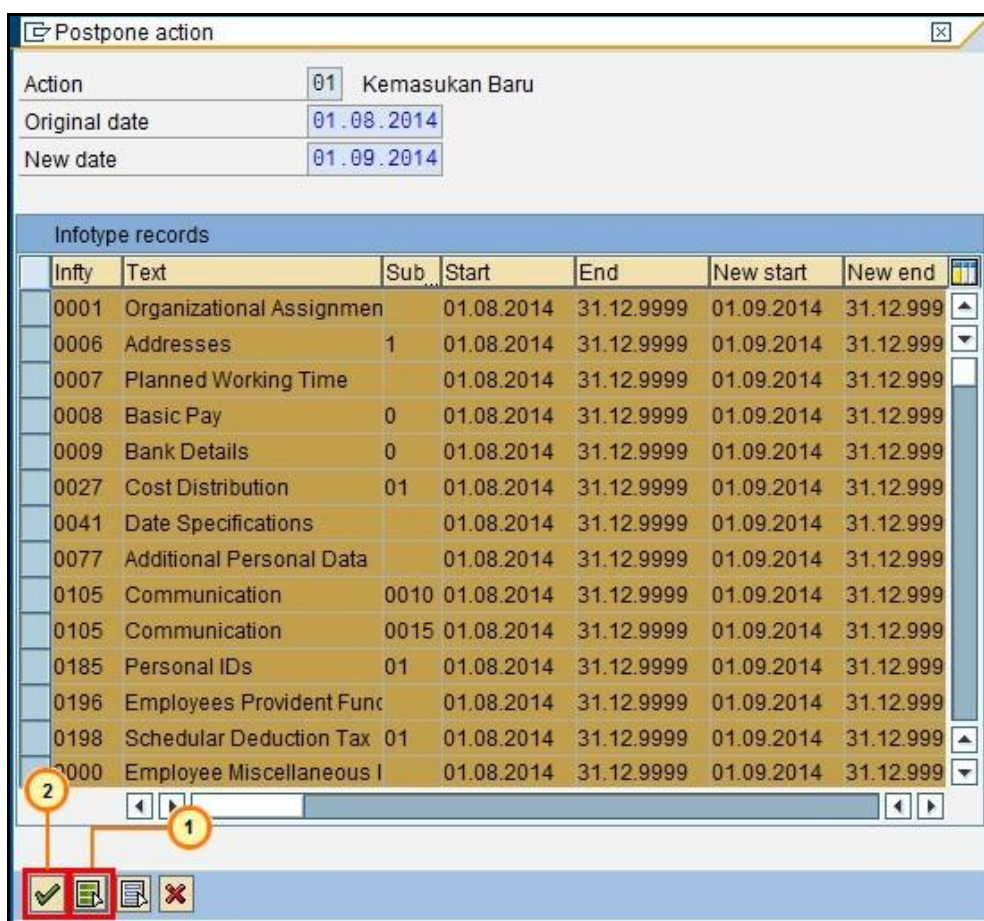 Postpone action
Action 01 Kemasukan Baru
Original date 01.08.2014
New date 01.09.2014
Infotype records
Infty Text Sub... Start End New start New end
0001 Organizational Assignmen 01.08.2014 31.12.9999 01.09.2014 31.12.999
0006 Addresses 1 01.08.2014 31.12.9999 01.09.2014 31.12.999
0007 Planned Working Time 01.08.2014 31.12.9999 01.09.2014 31.12.999
0008 Basic Pay 0 01.08.2014 31.12.9999 01.09.2014 31.12.999
0009 Bank Details 0 01.08.2014 31.12.9999 01.09.2014 31.12.999
0027 Cost Distribution 01 01.08.2014 31.12.9999 01.09.2014 31.12.999
0041 Date Specifications 01.08.2014 31.12.9999 01.09.2014 31.12.999
0077 Additional Personal Data 01.08.2014 31.12.9999 01.09.2014 31.12.999
0105 Communication 0010 01.08.2014 31.12.9999 01.09.2014 31.12.999
0105 Communication 0015 01.08.2014 31.12.9999 01.09.2014 31.12.999
0185 Personal IDs 01 01.08.2014 31.12.9999 01.09.2014 31.12.999
0196 Employees Provident Func 01.08.2014 31.12.9999 01.09.2014 31.12.999
0198 Schedular Deduction Tax 01 01.08.2014 31.12.9999 01.09.2014 31.12.999
0000 Employee Miscellaneous I 01.08.2014 31.12.9999 01.09.2014 31.12.999
2
1